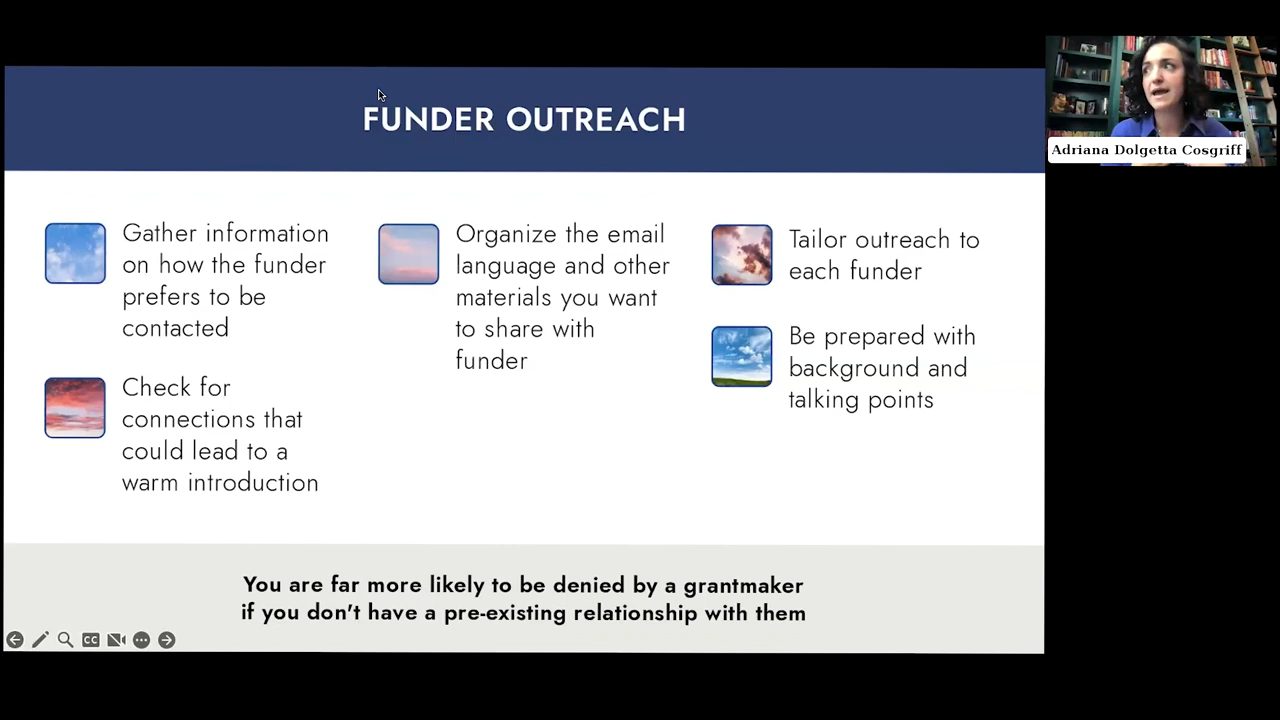 FUNDER OUTREACH
Adriana Dolgetta Cosgriff
Gather information
on how the funder
prefers to be
contacted
Check for
connections that
could lead to a
warm introduction
Organize the email
language and other
materials you want
to share with
funder
Tailor outreach to
each funder
Be prepared with
background and
talking points
You are far more likely to be denied by a grantmaker
if you don't have a pre-existing relationship with them
CC